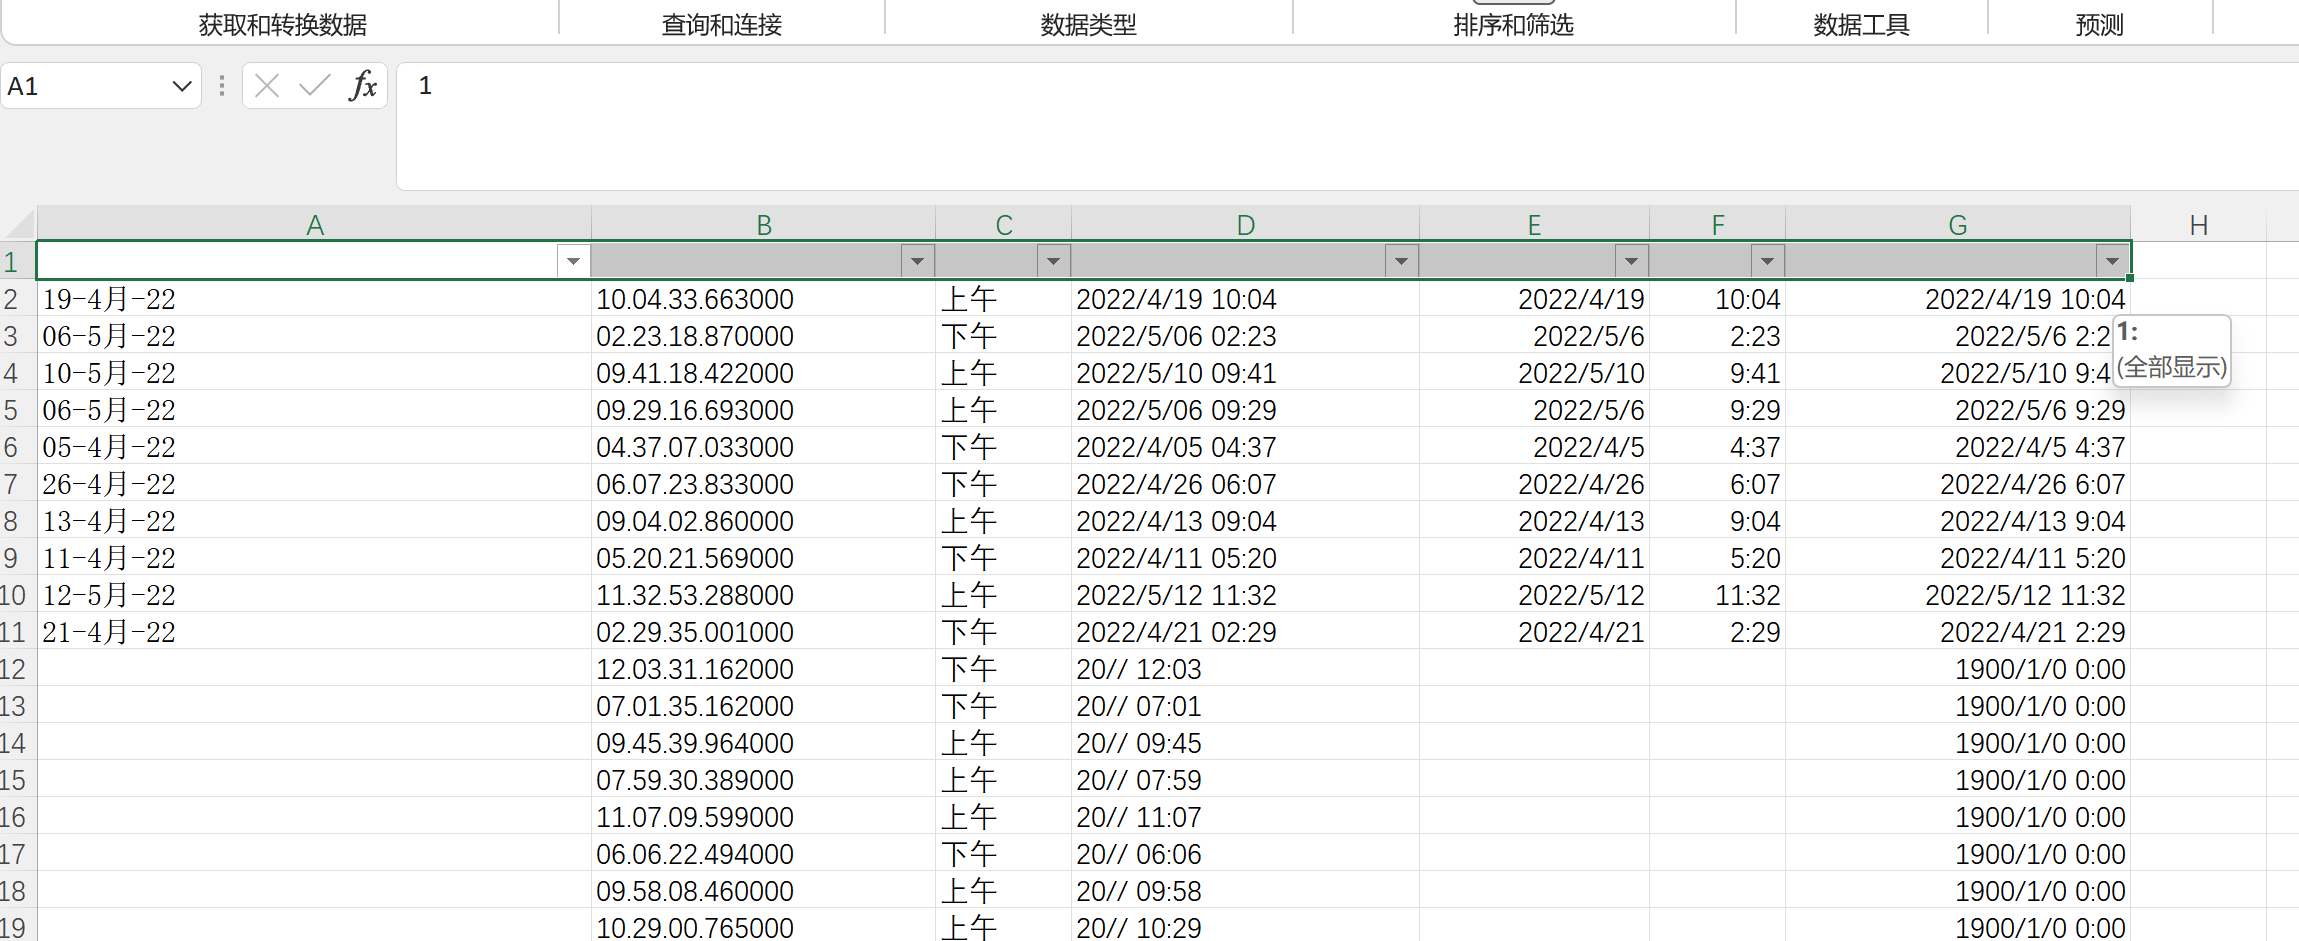 获取和转换数据 查询和连接 数据类型 排序和筛选 数据工具 预测
A1 fx 1
A B C D E F G H
1
2 19-4月-22 10.04.33.663000 上午 2022/4/19 10:04 2022/4/19 10:04 2022/4/19 10:04
3 06-5月-22 02.23.18.870000 下午 2022/5/06 02:23 2022/5/6 2:23 2022/5/6 2:2
1:
4 10-5月-22 09.41.18.422000 上午 2022/5/10 09:41 2022/5/10 9:41 2022/5/10 9:4
(全部显示)
5 06-5月-22 09.29.16.693000 上午 2022/5/06 09:29 2022/5/6 9:29 2022/5/6 9:29
6 05-4月-22 04.37.07.033000 下午 2022/4/05 04:37 2022/4/5 4:37 2022/4/5 4:37
7 26-4月-22 06.07.23.833000 下午 2022/4/26 06:07 2022/4/26 6:07 2022/4/26 6:07
8 13-4月-22 09.04.02.860000 上午 2022/4/13 09:04 2022/4/13 9:04 2022/4/13 9:04
9 11-4月-22 05.20.21.569000 下午 2022/4/11 05:20 2022/4/11 5:20 2022/4/11 5:20
10 12-5月-22 11.32.53.288000 上午 2022/5/12 11:32 2022/5/12 11:32 2022/5/12 11:32
11 21-4月-22 02.29.35.001000 下午 2022/4/21 02:29 2022/4/21 2:29 2022/4/21 2:29
12 12.03.31.162000 下午 20// 12:03 1900/1/0 0:00
13 07.01.35.162000 下午 20// 07:01 1900/1/0 0:00
14 09.45.39.964000 上午 20// 09:45 1900/1/0 0:00
15 07.59.30.389000 上午 20// 07:59 1900/1/0 0:00
16 11.07.09.599000 上午 20// 11:07 1900/1/0 0:00
17 06.06.22.494000 下午 20// 06:06 1900/1/0 0:00
18 09.58.08.460000 上午 20// 09:58 1900/1/0 0:00
19 10.29.00.765000 上午 20// 10:29 1900/1/0 0:00